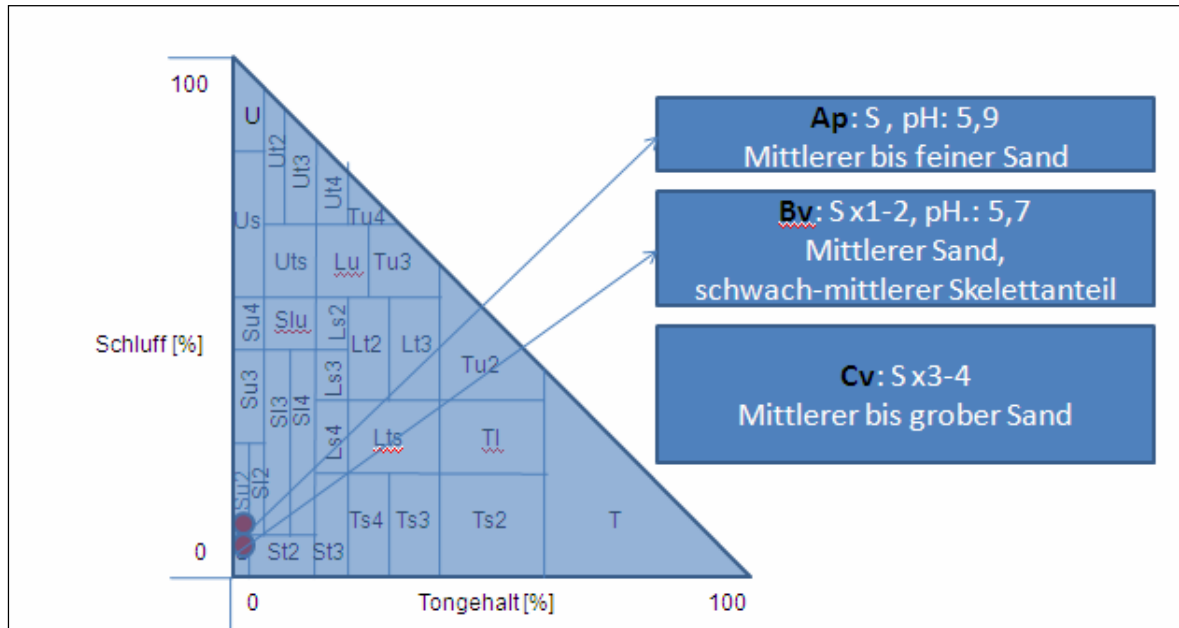 100
U
Ut2
Ut3
Ut4
Us
Tu4
Uts
Lu
Tu3
Su4
Slu
Ls2
Lt2
Lt3
Schluff [%]
Su3
Sl3
Sl4
Ls3
Tu2
Ls4
Lts
Tl
Su2
Sl2
Ts4
Ts3
Ts2
T
0
St2
St3
0
Tongehalt [%]
100
Ap: S , pH: 5,9
Mittlerer bis feiner Sand
Bv: S x1-2, pH.: 5,7
Mittlerer Sand,
schwach-mittlerer Skelettanteil
Cv: S x3-4
Mittlerer bis grober Sand